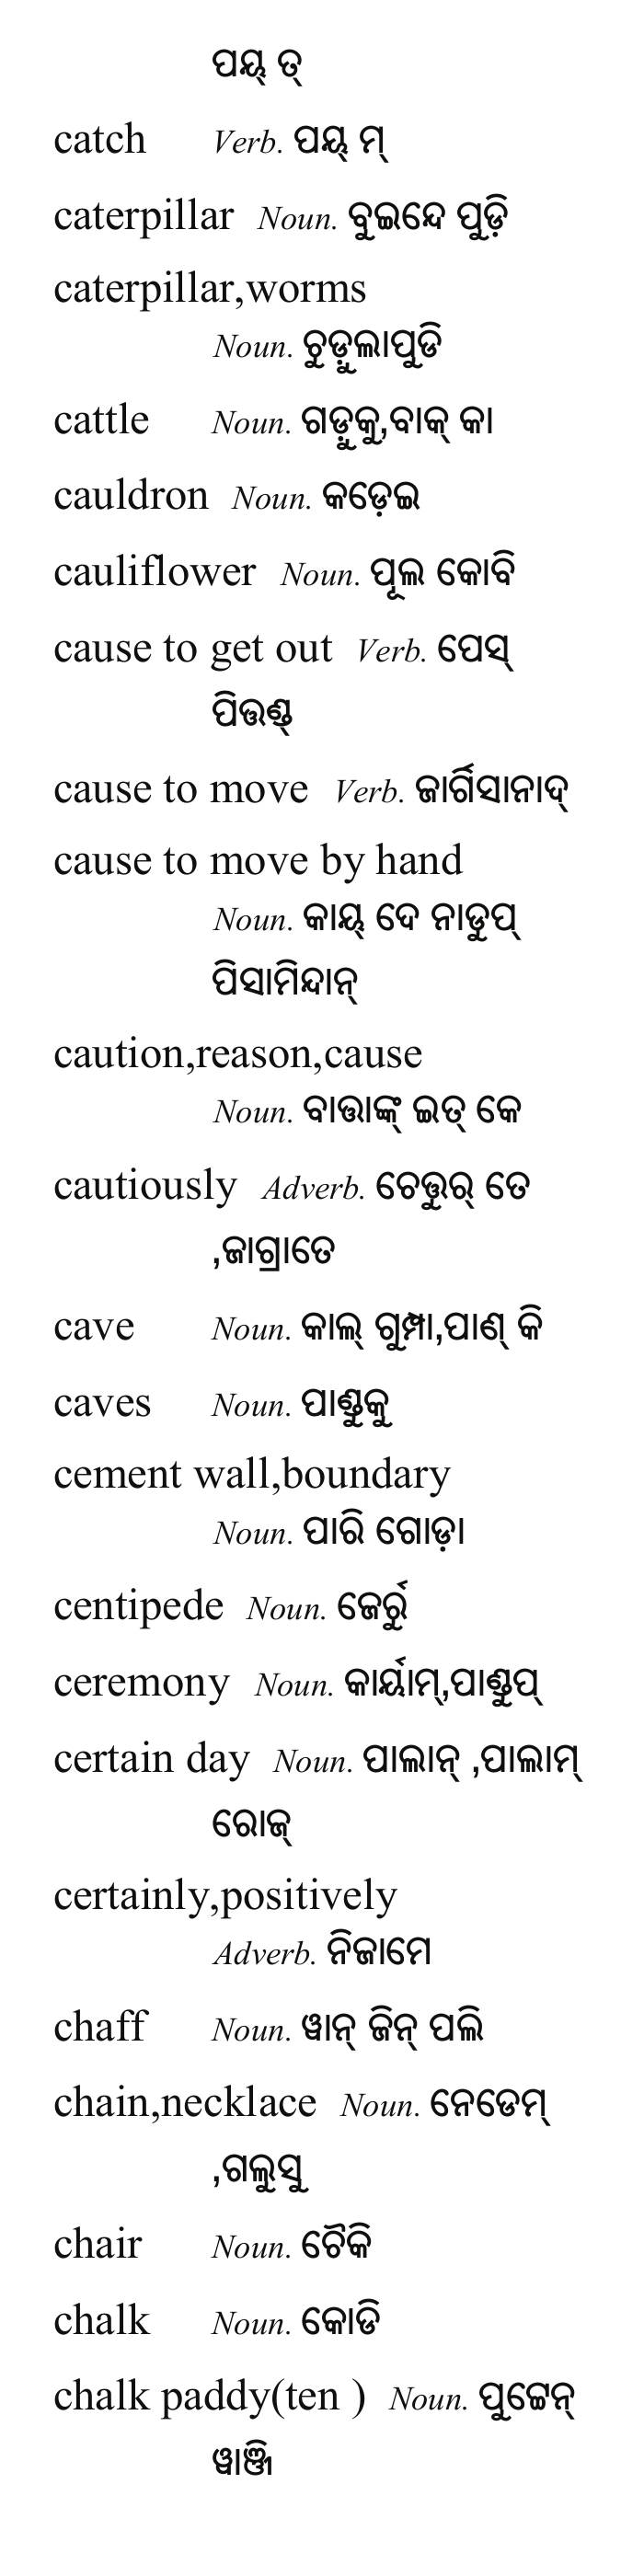 ପୟ୍ ତ୍
catch Verb. ପୟ୍ ମ୍
caterpillar Noun. ବୁଇନ୍ଦେ ପୁଡ଼ି
caterpillar,worms
Noun. ଚୁଡ଼ୁଲାପୁଡି
cattle Noun. ଗଡ଼ୁକୁ,ବାକ୍ କା
cauldron Noun. କଡ଼େଇ
cauliflower Noun. ପୂଲ କୋବି
cause to get out Verb. ପେସ୍
ପିଉଣ୍ଡ୍
cause to move Verb. ଜାର୍ଗିସାନାଦ୍
cause to move by hand
Noun. କାୟ୍ ଦେ ନାଡୁପ୍
ପିସାମିନ୍ଦାନ୍
caution,reason,cause
Noun. ବାତ୍ତାଙ୍କ୍ ଇତ୍ କେ
cautiously Adverb. ଚେତ୍ତୁର୍ ତେ
,ଜାଗ୍ରାତେ
cave Noun. କାଲ୍ ଗୁମ୍ପା,ପାଣ୍ କି
caves Noun. ପାଣ୍ଡୁକୁ
cement wall,boundary
Noun. ପାରି ଗୋଡ଼ା
centipede Noun. ଜେର୍ରୁ
ceremony Noun. କାର୍ୟାମ୍,ପାଣ୍ଡୁପ୍
certain day Noun. ପାଲାନ୍ ,ପାଲାମ୍
ରୋଜ୍
certainly,positively
Adverb. ନିଜାମେ
chaff Noun. ୱାନ୍ ଜିନ୍ ପଲି
chain,necklace Noun. ନେଡେମ୍
,ଗଲୁସୁ
chair Noun. ଚୈକି
chalk Noun. କୋଡି
chalk paddy(ten ) Noun. ପୁଟ୍ଟେନ୍
ୱାଞ୍ଜି